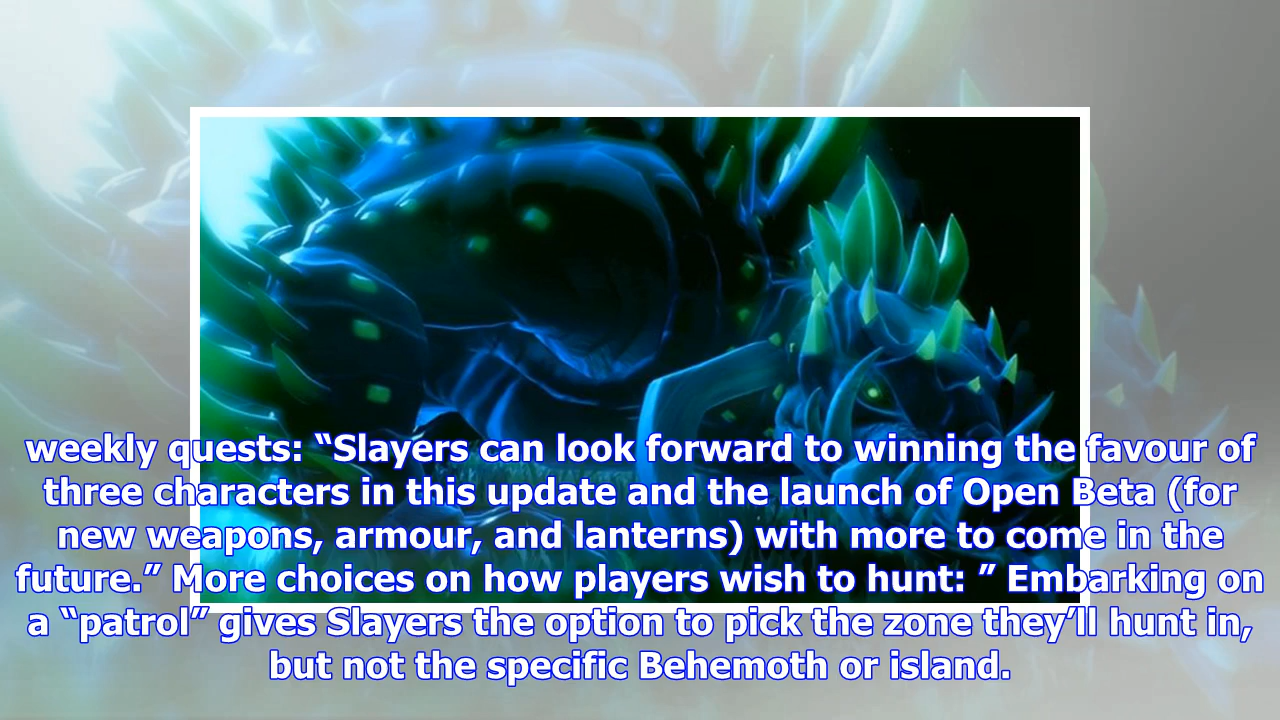 weekly quests: “Slayers can look forward to winning the favour of
three characters in this update and the launch of Open Beta (for
new weapons, armour, and lanterns) with more to come in the
future.” More choices on how players wish to hunt: ” Embarking on
a “patrol” gives Slayers the option to pick the zone they’ll hunt in,
but not the specific Behemoth or island.